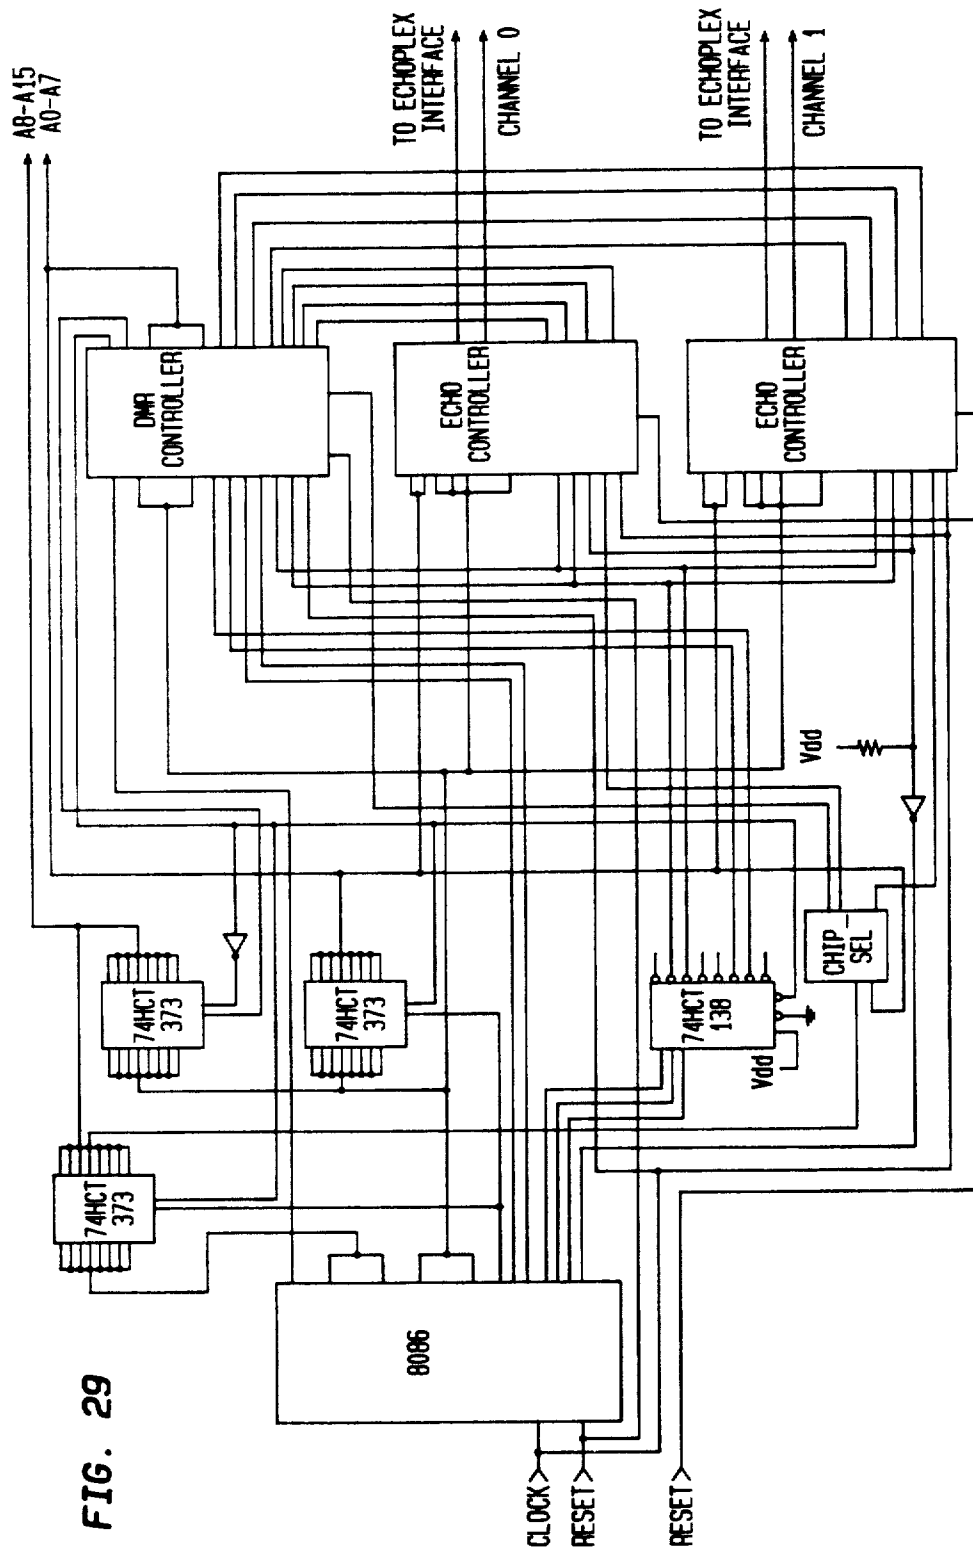 FIG. 29
A8-A15
A0-A7
TO ECHOPLEX
INTERFACE
CHANNEL 0
TO ECHOPLEX
INTERFACE
CHANNEL 1
DMA
CONTROLLER
ECHO
CONTROLLER
ECHO
CONTROLLER
74HCT
373
74HCT
373
74HCT
373
74HCT
138
Vdd
Vdd
CHIP_
SEL
8086
CLOCK
RESET
RESET